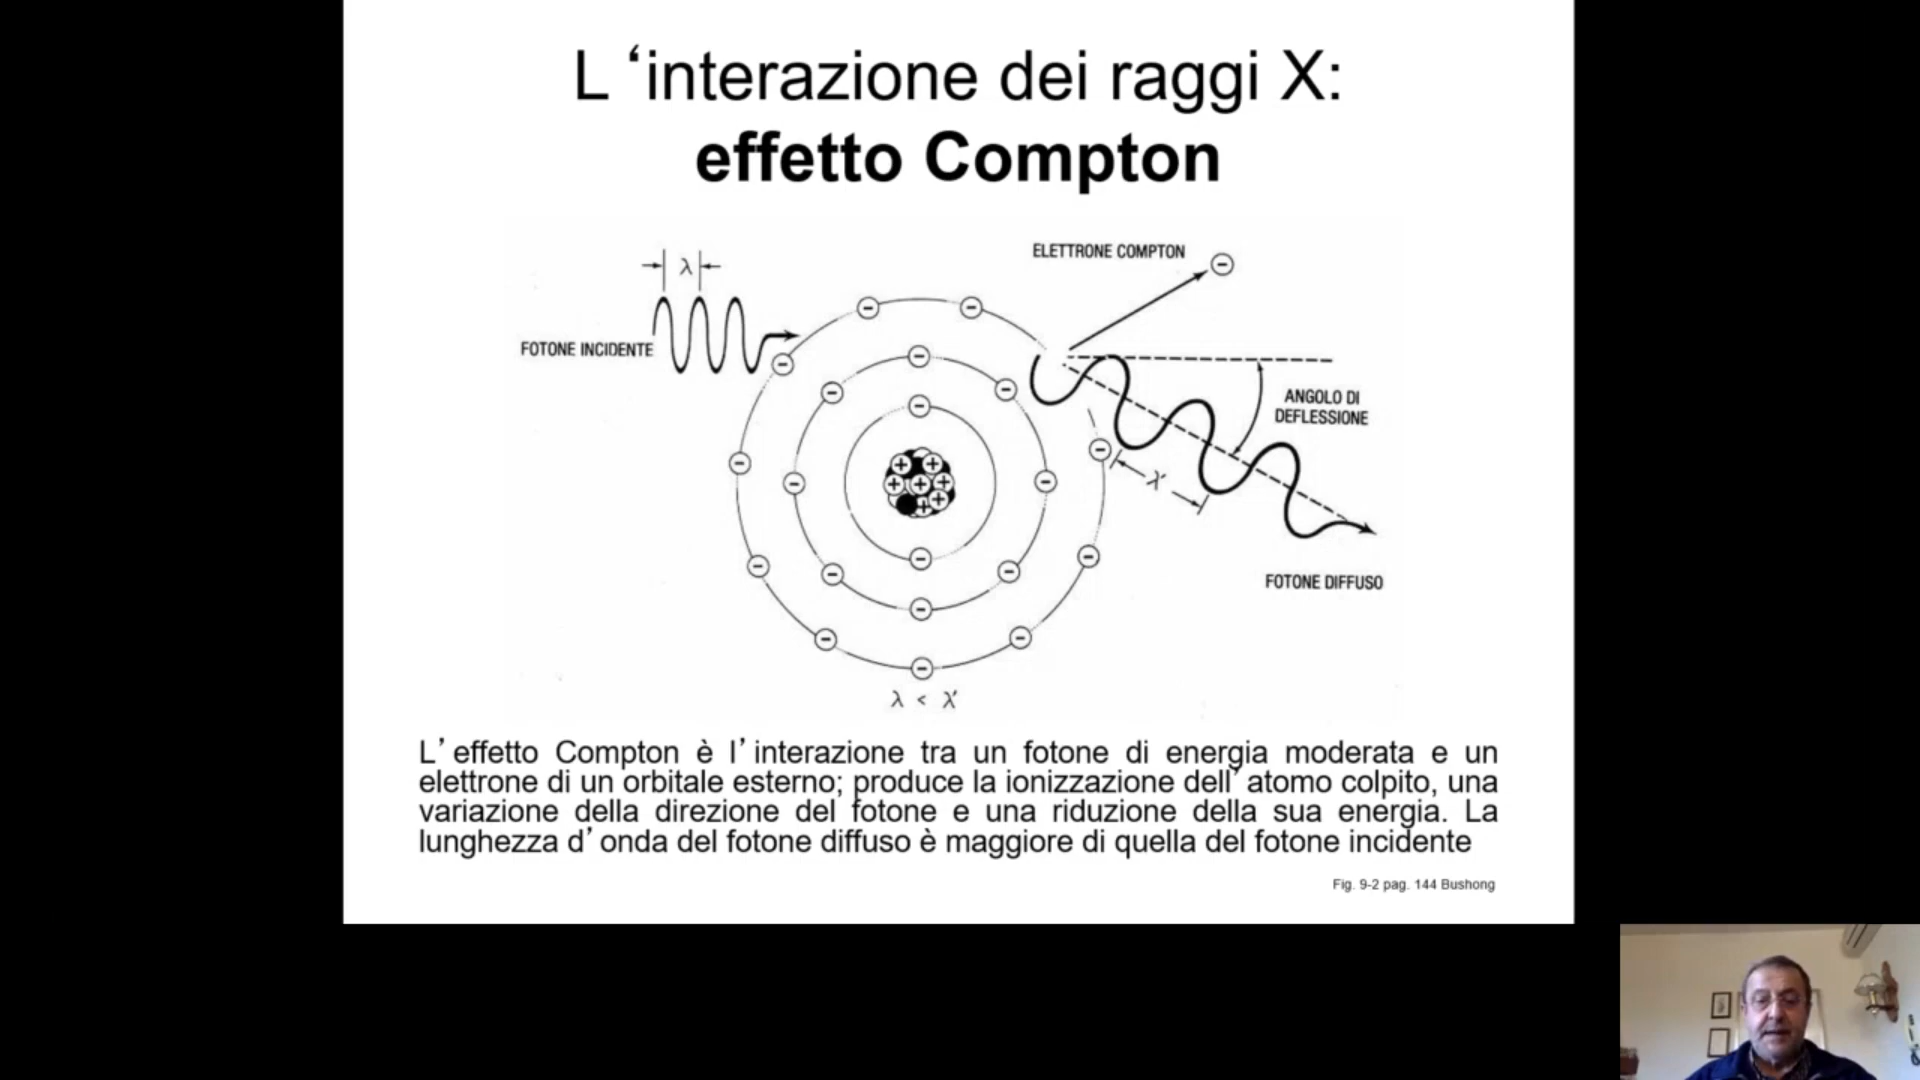 L ‘interazione dei raggi X:
effetto Compton
λ
ELETTRONE COMPTON
FOTONE INCIDENTE
ANGOLO DI
DEFLESSIONE
λ'
FOTONE DIFFUSO
λ < λ'
L’effetto Compton è l’interazione tra un fotone di energia moderata e un
elettrone di un orbitale esterno; produce la ionizzazione dell’atomo colpito, una
variazione della direzione del fotone e una riduzione della sua energia. La
lunghezza d’onda del fotone diffuso è maggiore di quella del fotone incidente
Fig. 9-2 pag. 144 Bushong